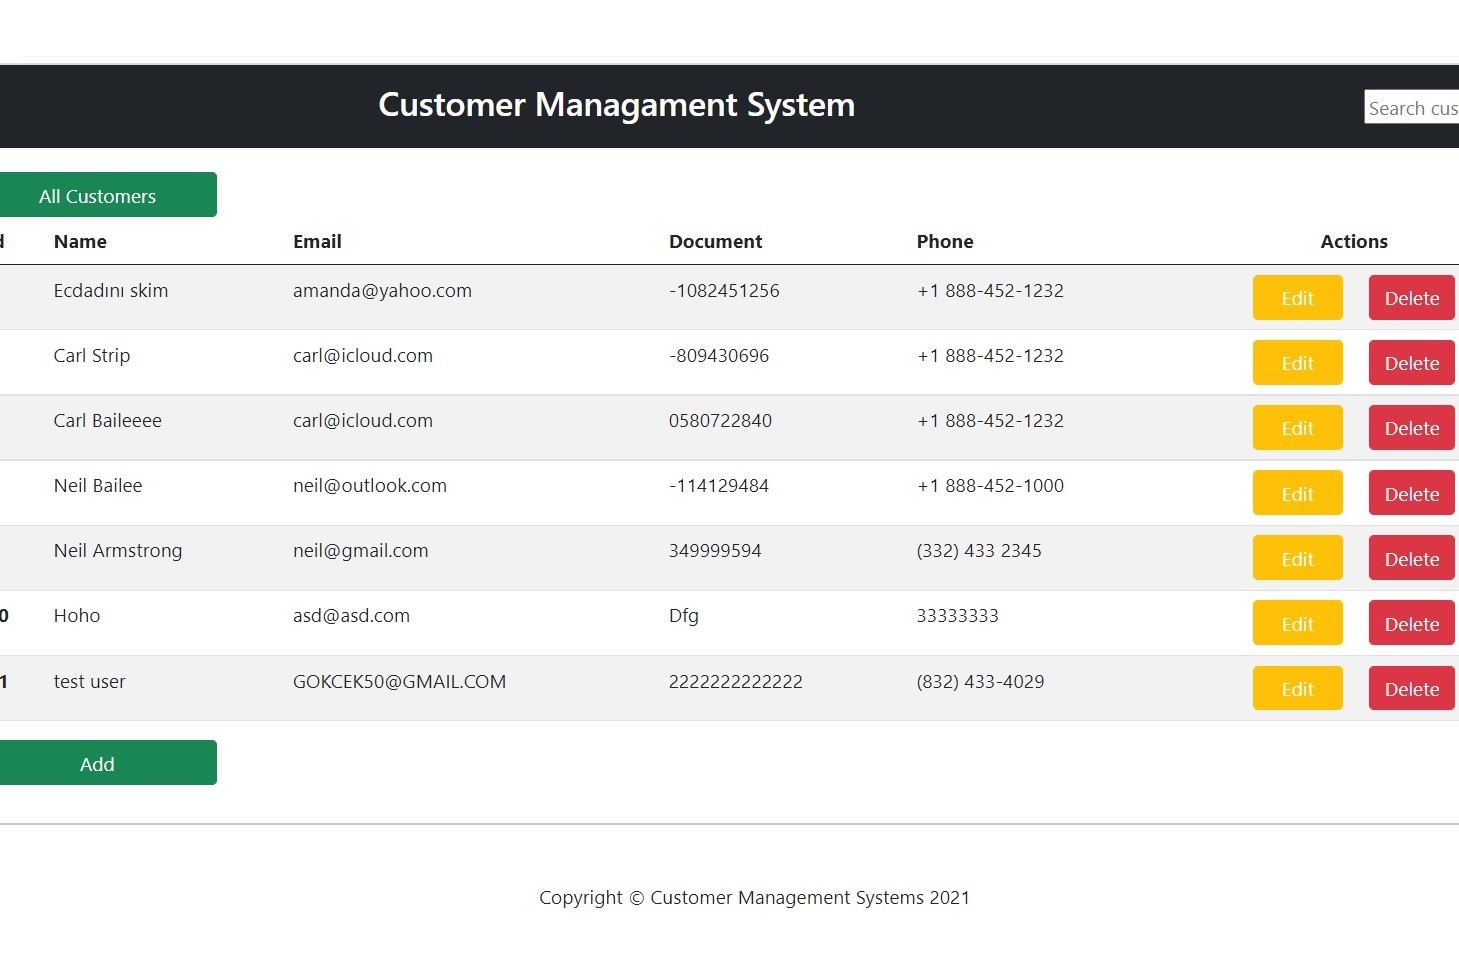 Customer Managament System
Search cus
All Customers
d Name Email Document Phone Actions
Ecdadını skim amanda@yahoo.com -1082451256 +1 888-452-1232 Edit Delete
Carl Strip carl@icloud.com -809430696 +1 888-452-1232 Edit Delete
Carl Baileeee carl@icloud.com 0580722840 +1 888-452-1232 Edit Delete
Neil Bailee neil@outlook.com -114129484 +1 888-452-1000 Edit Delete
Neil Armstrong neil@gmail.com 349999594 (332) 433 2345 Edit Delete
0 Hoho asd@asd.com Dfg 33333333 Edit Delete
1 test user GOKCEK50@GMAIL.COM 2222222222222 (832) 433-4029 Edit Delete
Add
Copyright © Customer Management Systems 2021